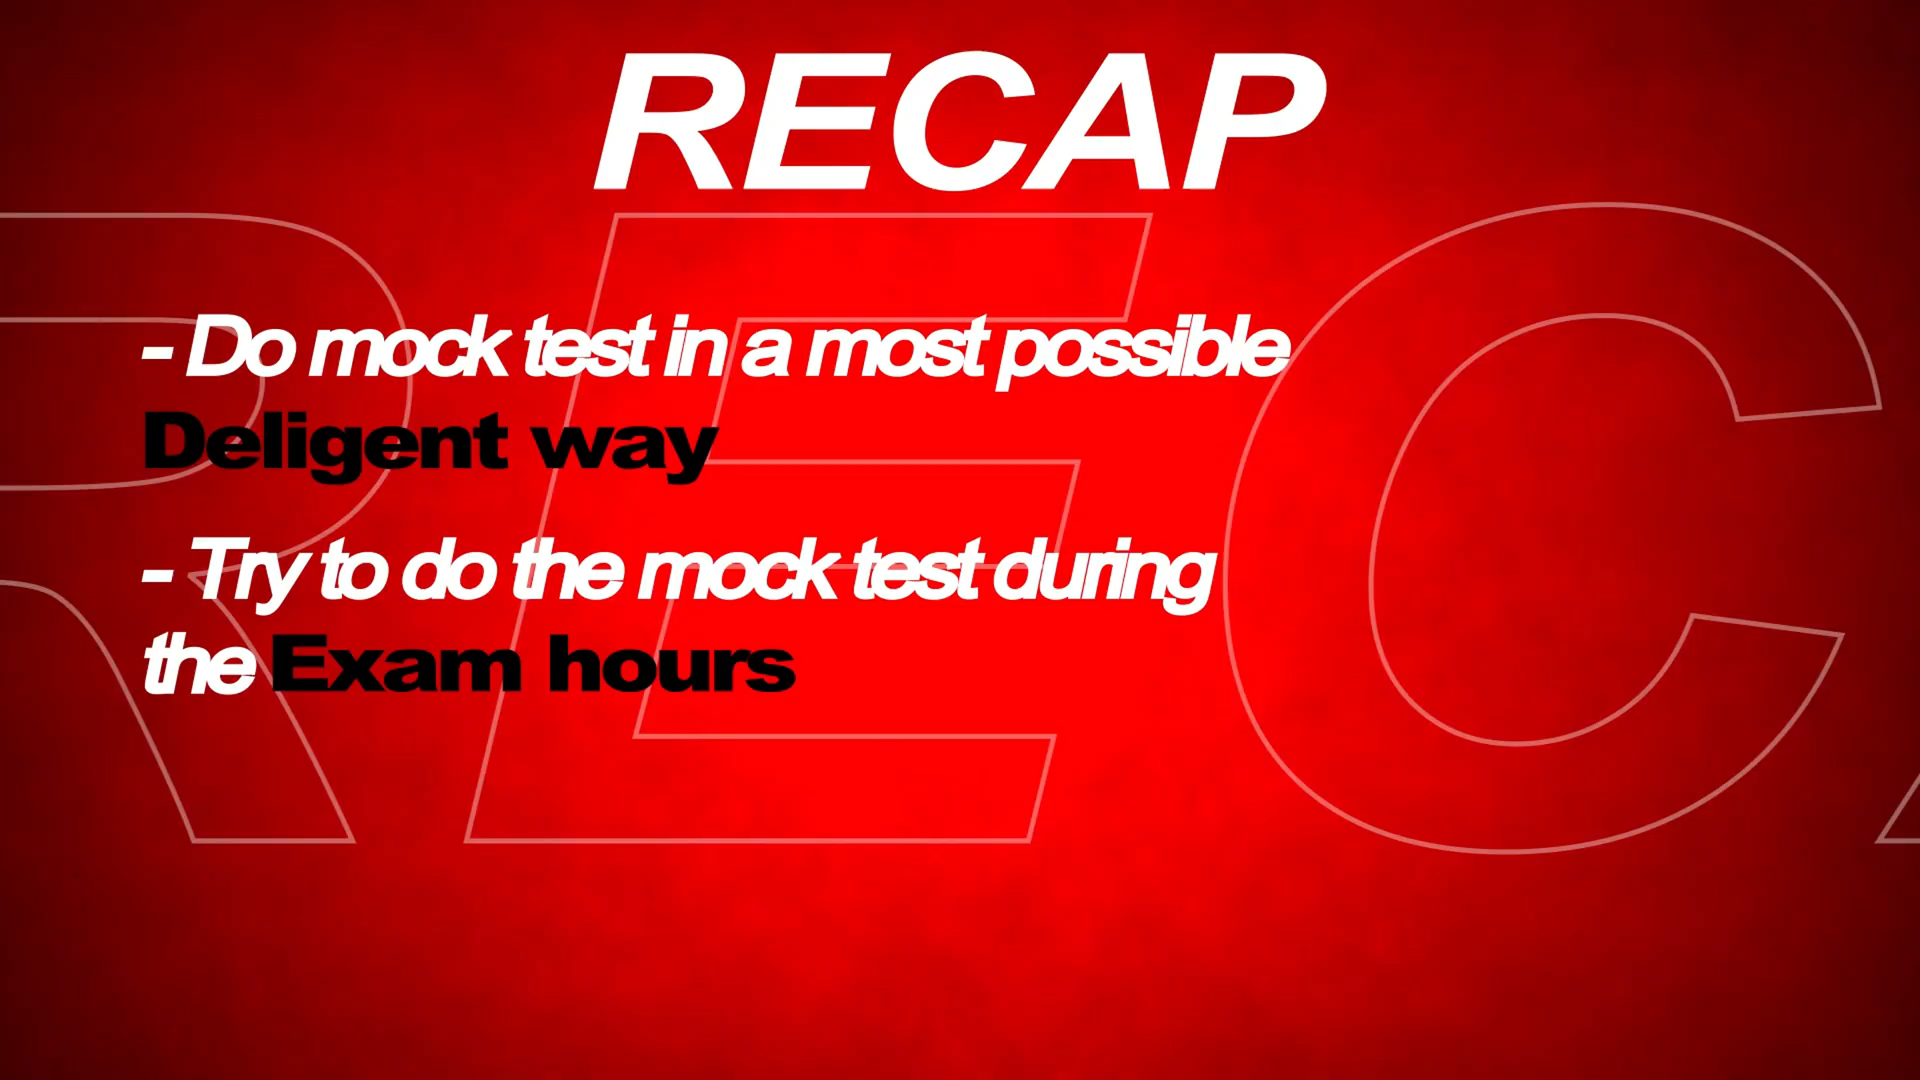 RECAP
- Do mock test in a most possible
Deligent way
- Try to do the mock test during
the Exam hours